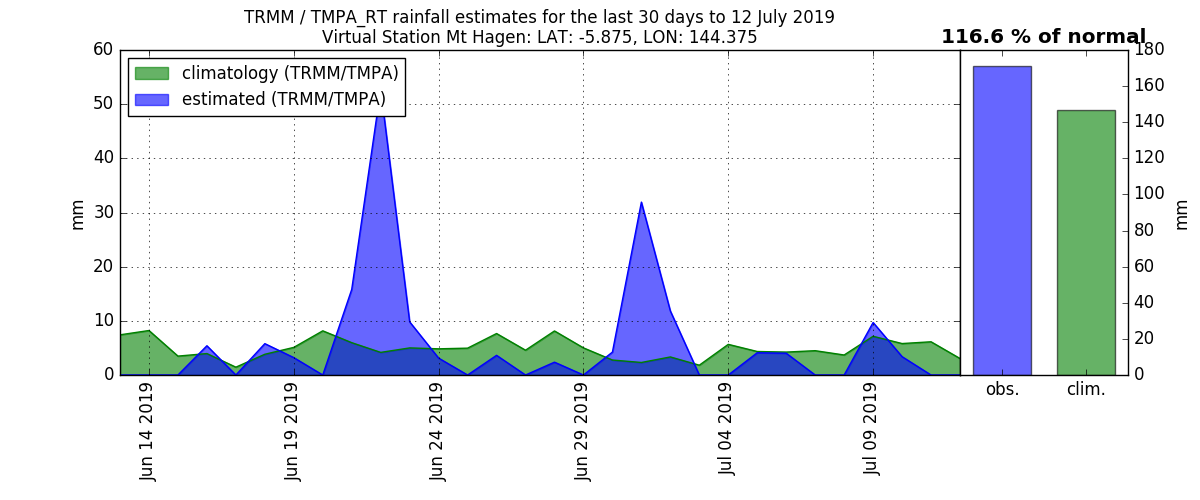 TRMM / TMPA_RT rainfall estimates for the last 30 days to 12 July 2019
Virtual Station Mt Hagen: LAT: -5.875, LON: 144.375
116.6 % of normal
climatology (TRMM/TMPA)
estimated (TRMM/TMPA)
60
50
40
30
20
10
0
mm
Jun 14 2019
Jun 19 2019
Jun 24 2019
Jun 29 2019
Jul 04 2019
Jul 09 2019
obs.
clim.
180
160
140
120
100
80
60
40
20
0
mm